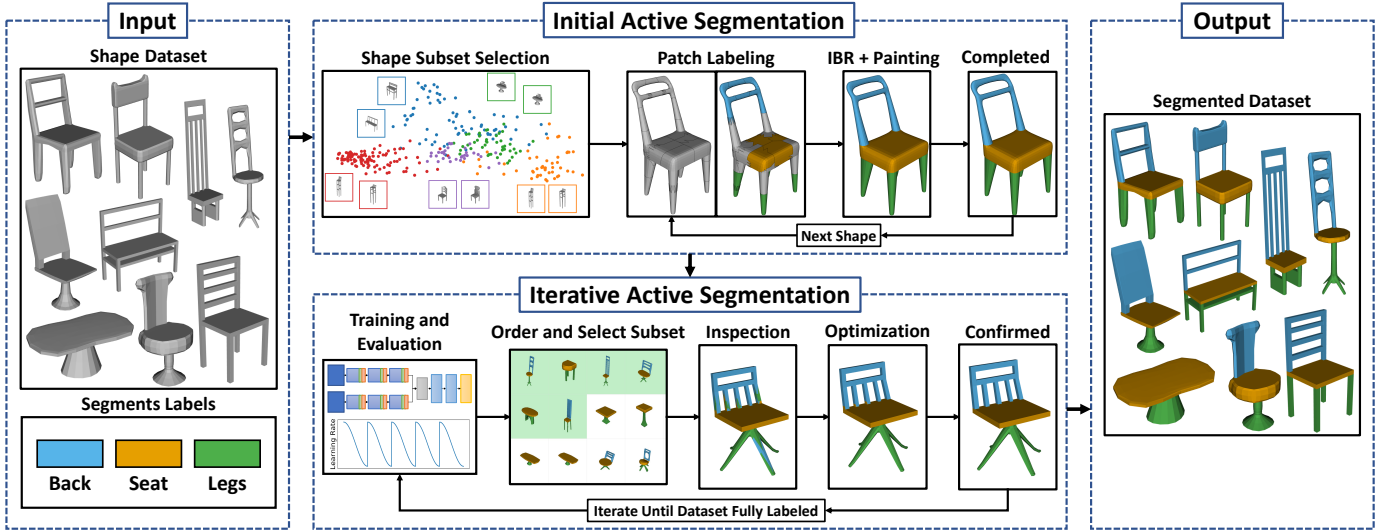 Input
Shape Dataset
Segments Labels
Back
Seat
Legs
Initial Active Segmentation
Shape Subset Selection
Patch Labeling
IBR + Painting
Completed
Next Shape
Iterative Active Segmentation
Training and
Evaluation
Learning Rate
Order and Select Subset
Inspection
Optimization
Confirmed
Iterate Until Dataset Fully Labeled
Output
Segmented Dataset